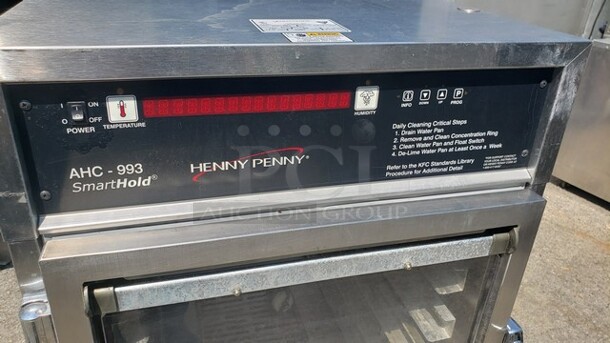 ON
O OFF
POWER
TEMPERATURE
HUMIDITY
INFO DOWN UP PROG
P
AHC - 993
SmartHold®
HENNY PENNY®
Daily Cleaning Critical Steps
1. Drain Water Pan
2. Remove and Clean Concentration Ring
3. Clean Water Pan and Float Switch
4. De-Lime Water Pan at Least Once a Week
Refer to the KFC Standards Library
Procedure for Additional Detail
PCI
AUCTION GROUP